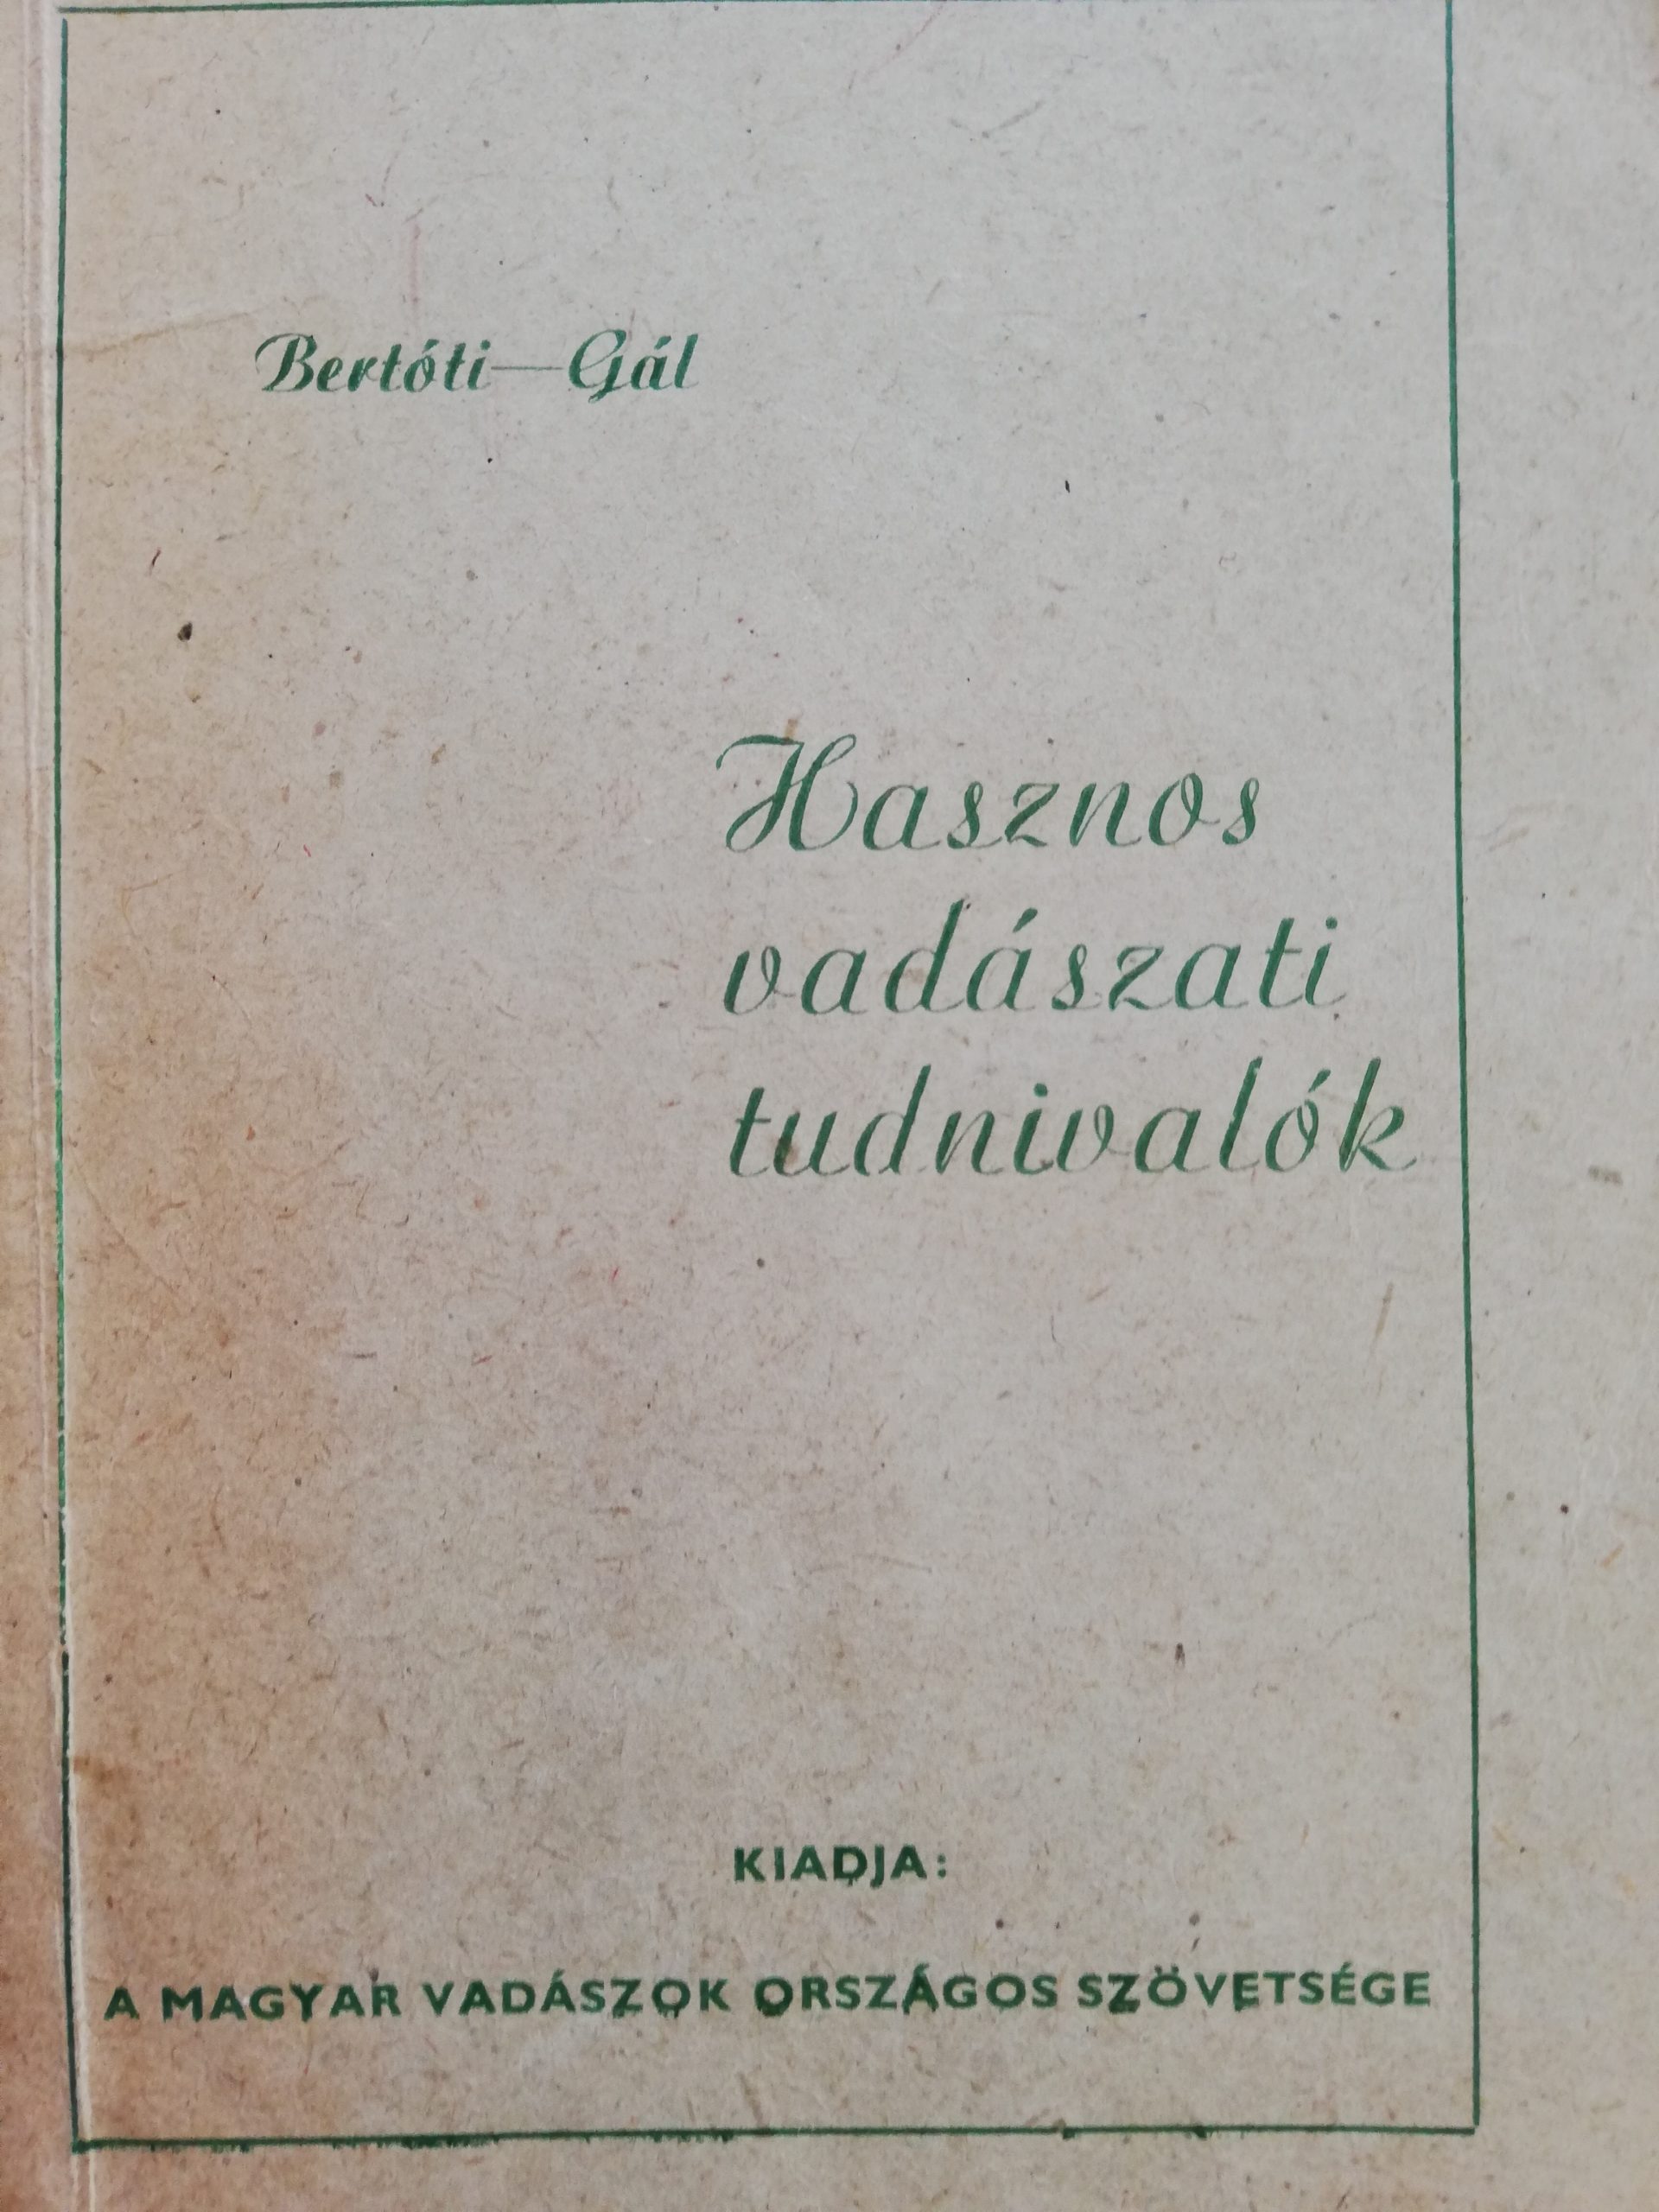 Bertóti—Gál
Hasznos
vadászati
tudnivalók
KIADJA:
A MAGYAR VADÁSZOK ORSZÁGOS SZÖVETSÉGE